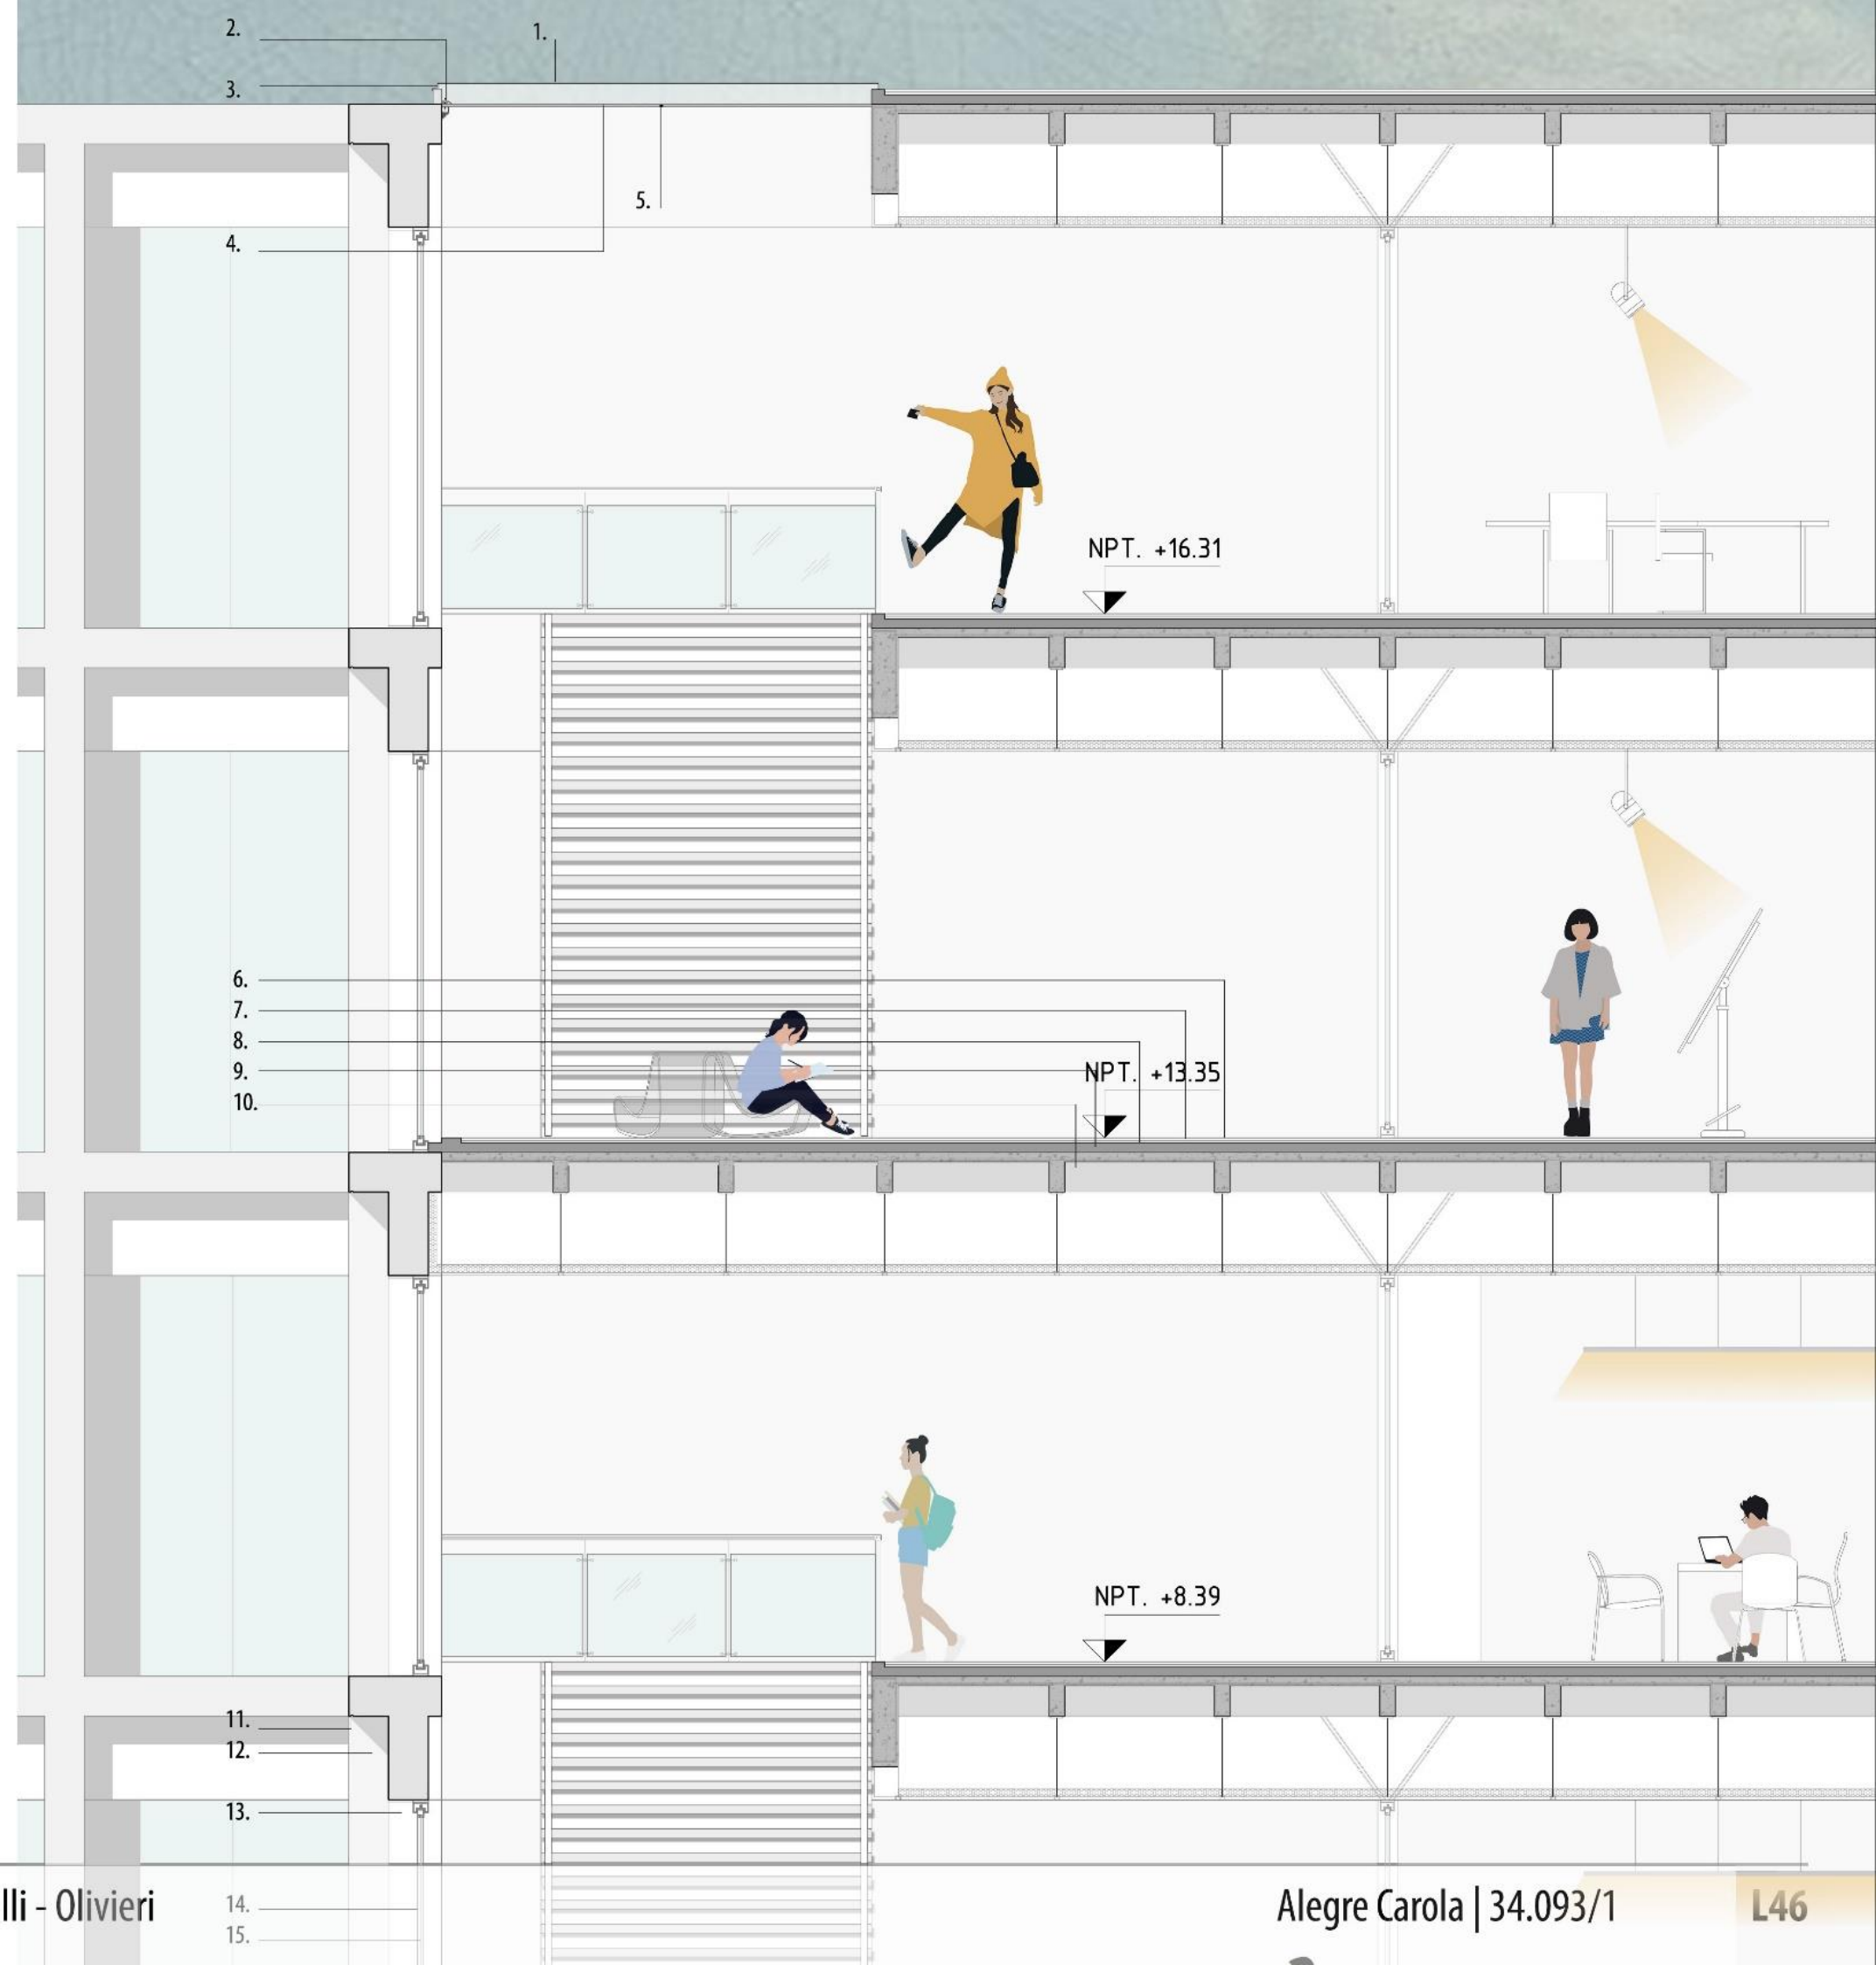 2.
1.
3.
5.
4.
NPT. +16.31
6.
7.
8.
9.
NPT. +13.35
10.
NPT. +8.39
11.
12.
13.
lli - Olivieri
14.
15.
Alegre Carola | 34.093/1
L46